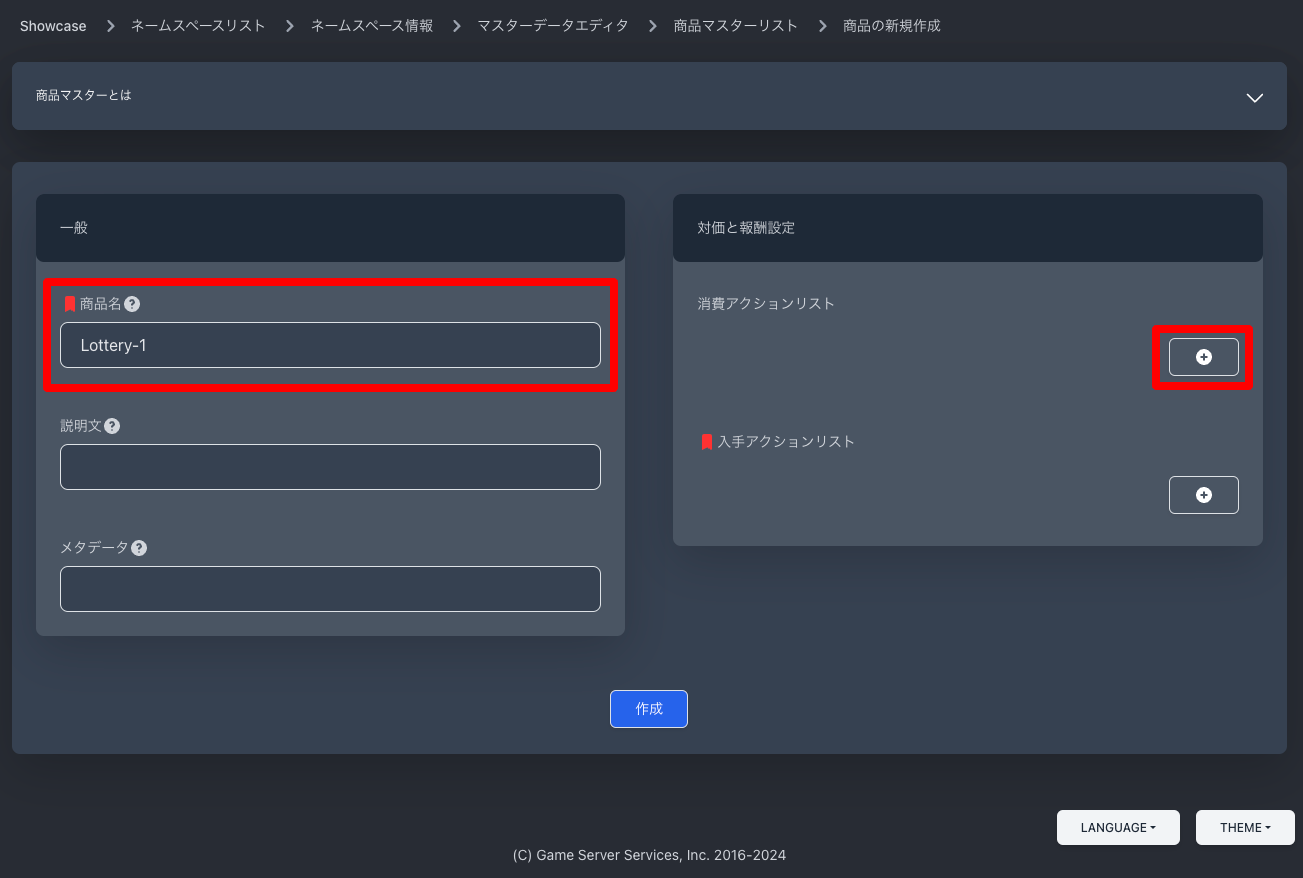 Showcase > ネームスペースリスト > ネームスペース情報 > マスターデータエディタ > 商品マスターリスト > 商品の新規作成
商品マスターとは
一般
商品名 ?
Lottery-1
説明文 ?
メタデータ ?
対価と報酬設定
消費アクションリスト
入手アクションリスト
作成
LANGUAGE
THEME
(C) Game Server Services, Inc. 2016-2024